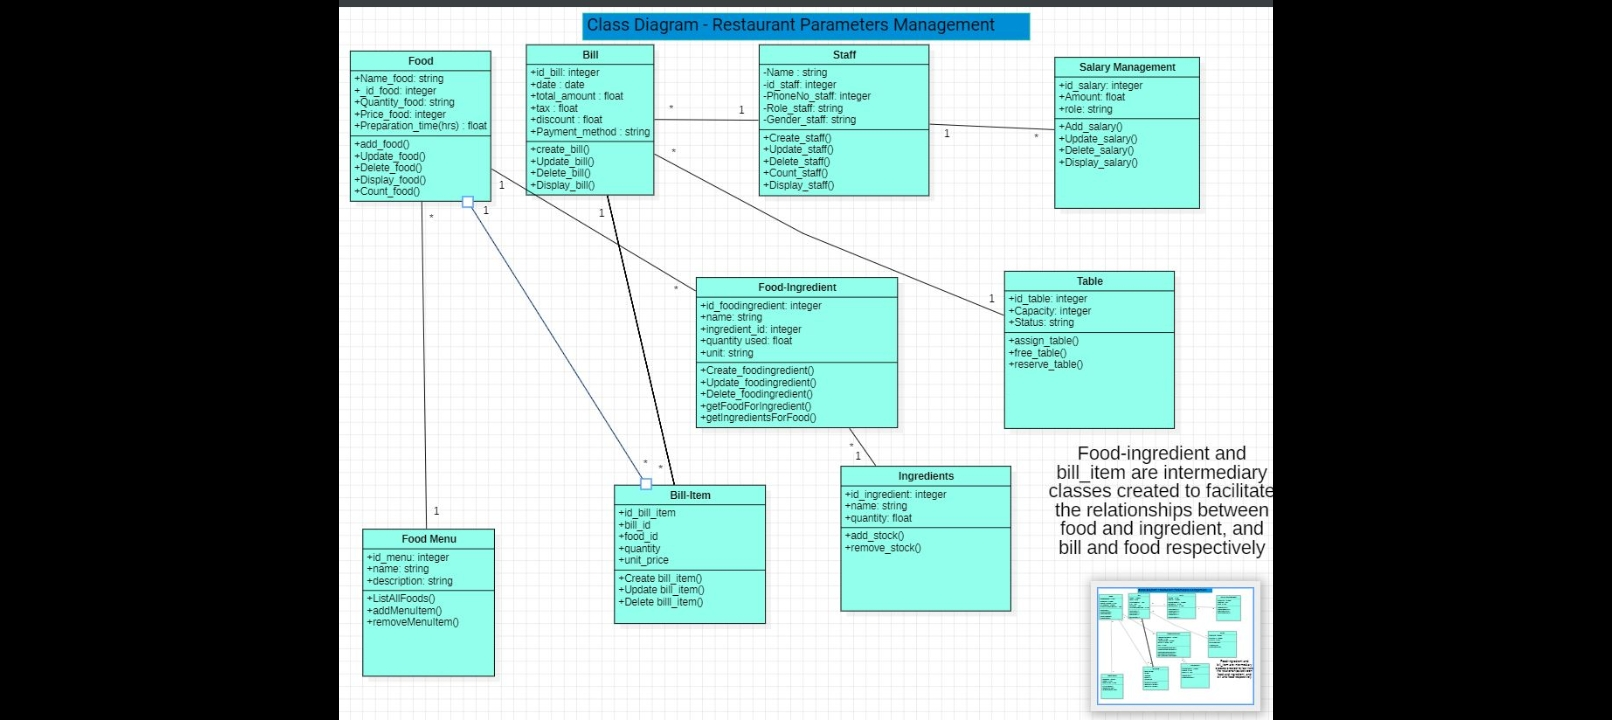 Class Diagram - Restaurant Parameters Management
Food
+Name_food: string
+_id_food: integer
+Quantity_food: string
+Price_food: integer
+Preparation_time(hrs) : float
+add_food()
+Update_food()
+Delete_food()
+Display_food()
+Count_food()
Bill
+id_bill: integer
+date : date
+total_amount : float
+tax : float
+discount : float
+Payment_method : string
+create_bill()
+Update_bill()
+Delete_bill()
+Display_bill()
Staff
-Name : string
-id_staff: integer
-PhoneNo_staff: integer
-Role_staff: string
-Gender_staff: string
+Create_staff()
+Update_staff()
+Delete_staff()
+Count_staff()
+Display_staff()
Salary Management
+id_salary: integer
+Amount: float
+role: string
+Add_salary()
+Update_salary()
+Delete_salary()
+Display_salary()
* 1
1 *
*
1
* 1
1
*
1
Food-Ingredient
+id_foodingredient: integer
+name: string
+ingredient_id: integer
+quantity used: float
+unit: string
+Create_foodingredient()
+Update_foodingredient()
+Delete_foodingredient()
+getFoodForIngredient()
+getIngredientsForFood()
Table
+id_table: integer
+Capacity: integer
+Status: string
+assign_table()
+free_table()
+reserve_table()
*
1
* *
1
Food Menu
+id_menu: integer
+name: string
+description: string
+ListAllFoods()
+addMenuItem()
+removeMenuItem()
Bill-Item
+id_bill_item
+bill_id
+food_id
+quantity
+unit_price
+Create bill_item()
+Update bill_item()
+Delete billl_item()
Ingredients
+id_ingredient: integer
+name: string
+quantity: float
+add_stock()
+remove_stock()
Food-ingredient and
bill_item are intermediary
classes created to facilitate
the relationships between
food and ingredient, and
bill and food respectively